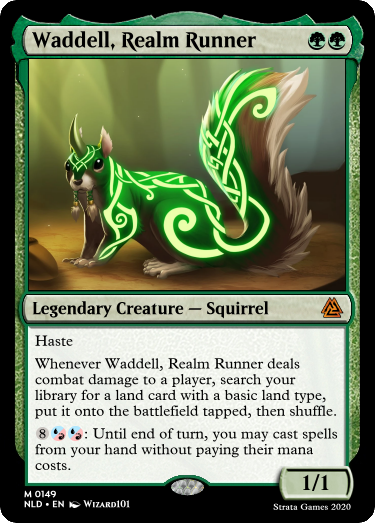 Waddell, Realm Runner
Legendary Creature — Squirrel
Haste
Whenever Waddell, Realm Runner deals
combat damage to a player, search your
library for a land card with a basic land type,
put it onto the battlefield tapped, then shuffle.
8: Until end of turn, you may cast spells
from your hand without paying their mana
costs.
1/1
M 0149
NLD • EN Wizard101
Strata Games 2020